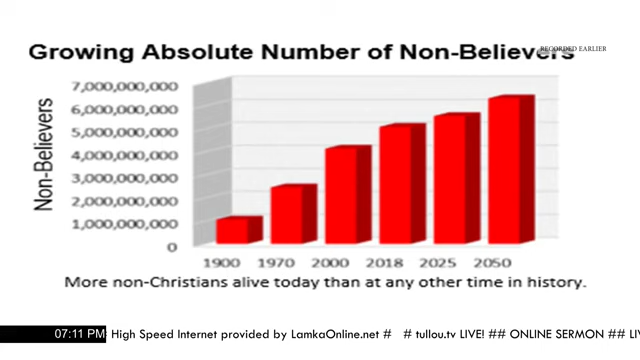 RECORDED EARLIER
Growing Absolute Number of Non-Believers
Non-Believers
7,000,000,000
6,000,000,000
5,000,000,000
4,000,000,000
3,000,000,000
2,000,000,000
1,000,000,000
0
1900 1970 2000 2018 2025 2050
More non-Christians alive today than at any other time in history.
07:11 PM: High Speed Internet provided by LamkaOnline.net # # tullou.tv LIVE! ## ONLINE SERMON ## LI